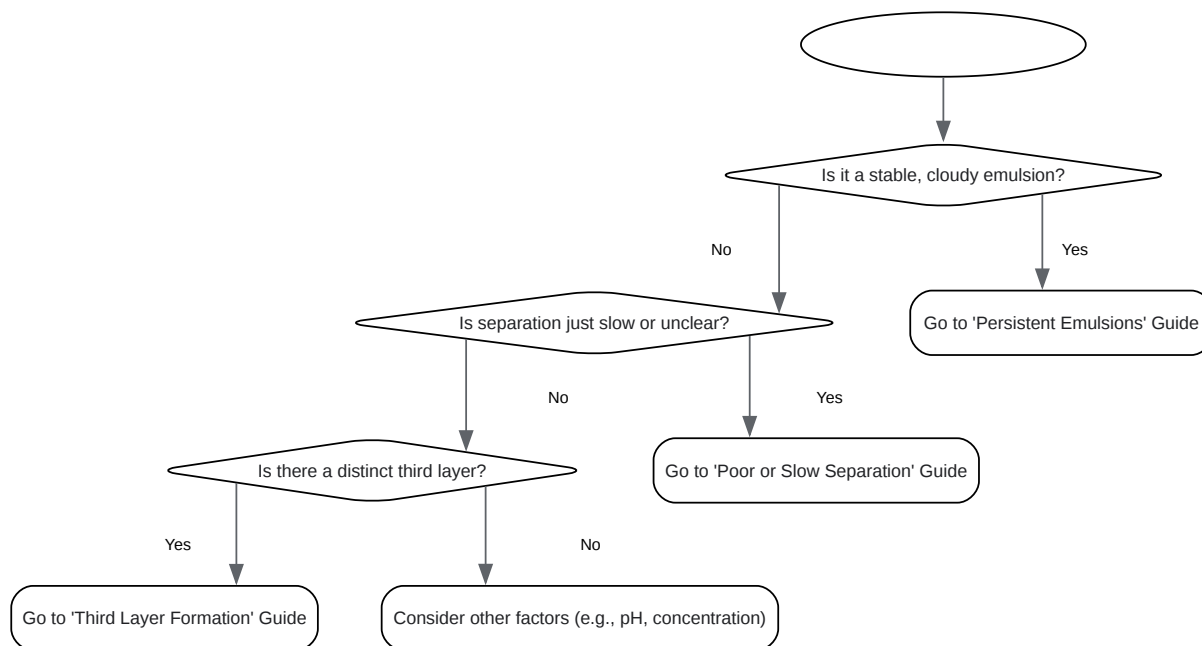 Is it a stable, cloudy emulsion?
No
Yes
Is separation just slow or unclear?
Go to 'Persistent Emulsions' Guide
No
Yes
Is there a distinct third layer?
Go to 'Poor or Slow Separation' Guide
Yes
No
Go to 'Third Layer Formation' Guide
Consider other factors (e.g., pH, concentration)